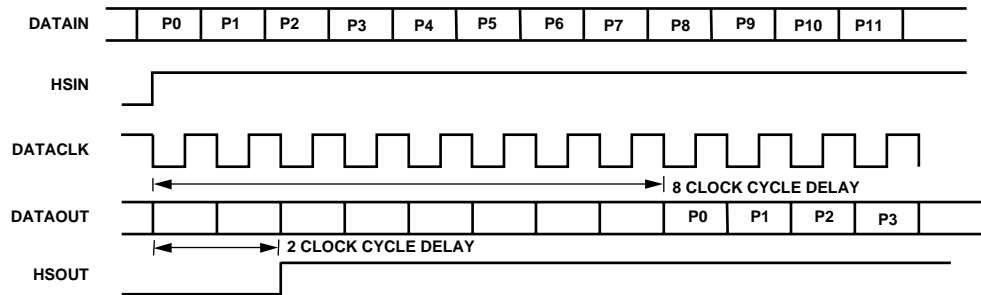 DATAIN P0 P1 P2 P3 P4 P5 P6 P7 P8 P9 P10 P11
HSIN
DATACLK
8 CLOCK CYCLE DELAY
DATAOUT P0 P1 P2 P3
2 CLOCK CYCLE DELAY
HSOUT